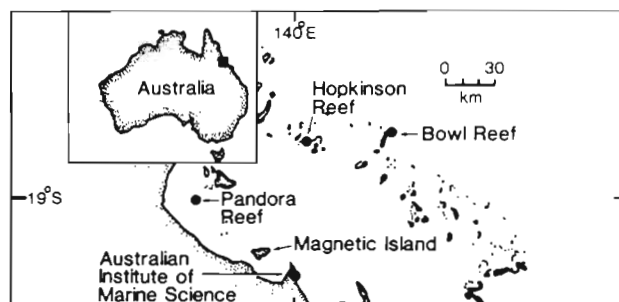 140°E
Australia
Hopkinson
Reef
0 30
km
Bowl Reef
19°S
Pandora
Reef
Magnetic Island
Australian
Institute of
Marine Science